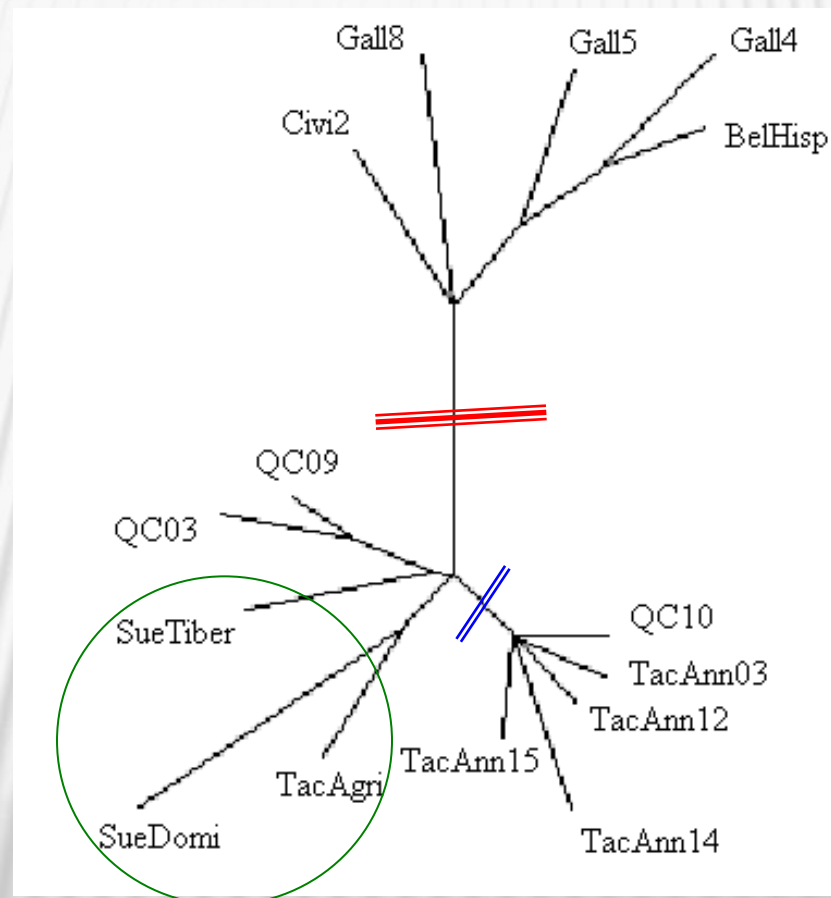 Gall8
Gall5
Gall4
Civi2
BelHisp
QC09
QC03
SueTiber
QC10
TacAnn03
TacAnn12
TacAnn15
TacAgri
SueDomi
TacAnn14